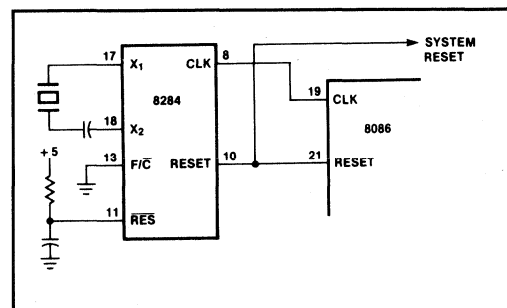 SYSTEM
RESET
17 X₁ CLK 8
8284
19 CLK
8086
18 X₂
+5
13 F/C̅ RESET 10
21 RESET
11 R̅E̅S̅